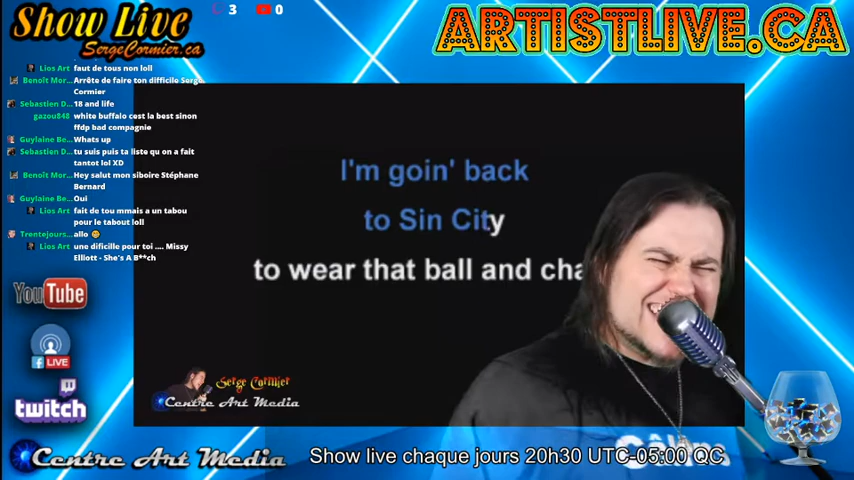 Show Live
SergeCormier.ca
3
0
ARTISTLIVE.CA
Lios Art faut de tous non loll
Benoît Mor... Arrête de faire ton difficile Serge
Cormier
Sebastien D... 18 and life
gazou848 white buffalo cest la best sinon
ffdp bad compagnie
Guylaine Be... Whats up
Sebastien D... tu suis puis ta liste qu on a fait
tantot lol XD
Benoît Mor... Hey salut mon siboire Stéphane
Bernard
Guylaine Be... Oui
Lios Art fait de tou mmais a un tabou
pour le tabout loll
Trentejours... allo
Lios Art une dificille pour toi .... Missy
Elliott - She's A B**ch
I'm goin' back
to Sin City
to wear that ball and cha
YouTube
LIVE
twitch
Serge Cormier
Centre Art Media
Centre Art Media
Show live chaque jours 20h30 UTC-05:00 QC